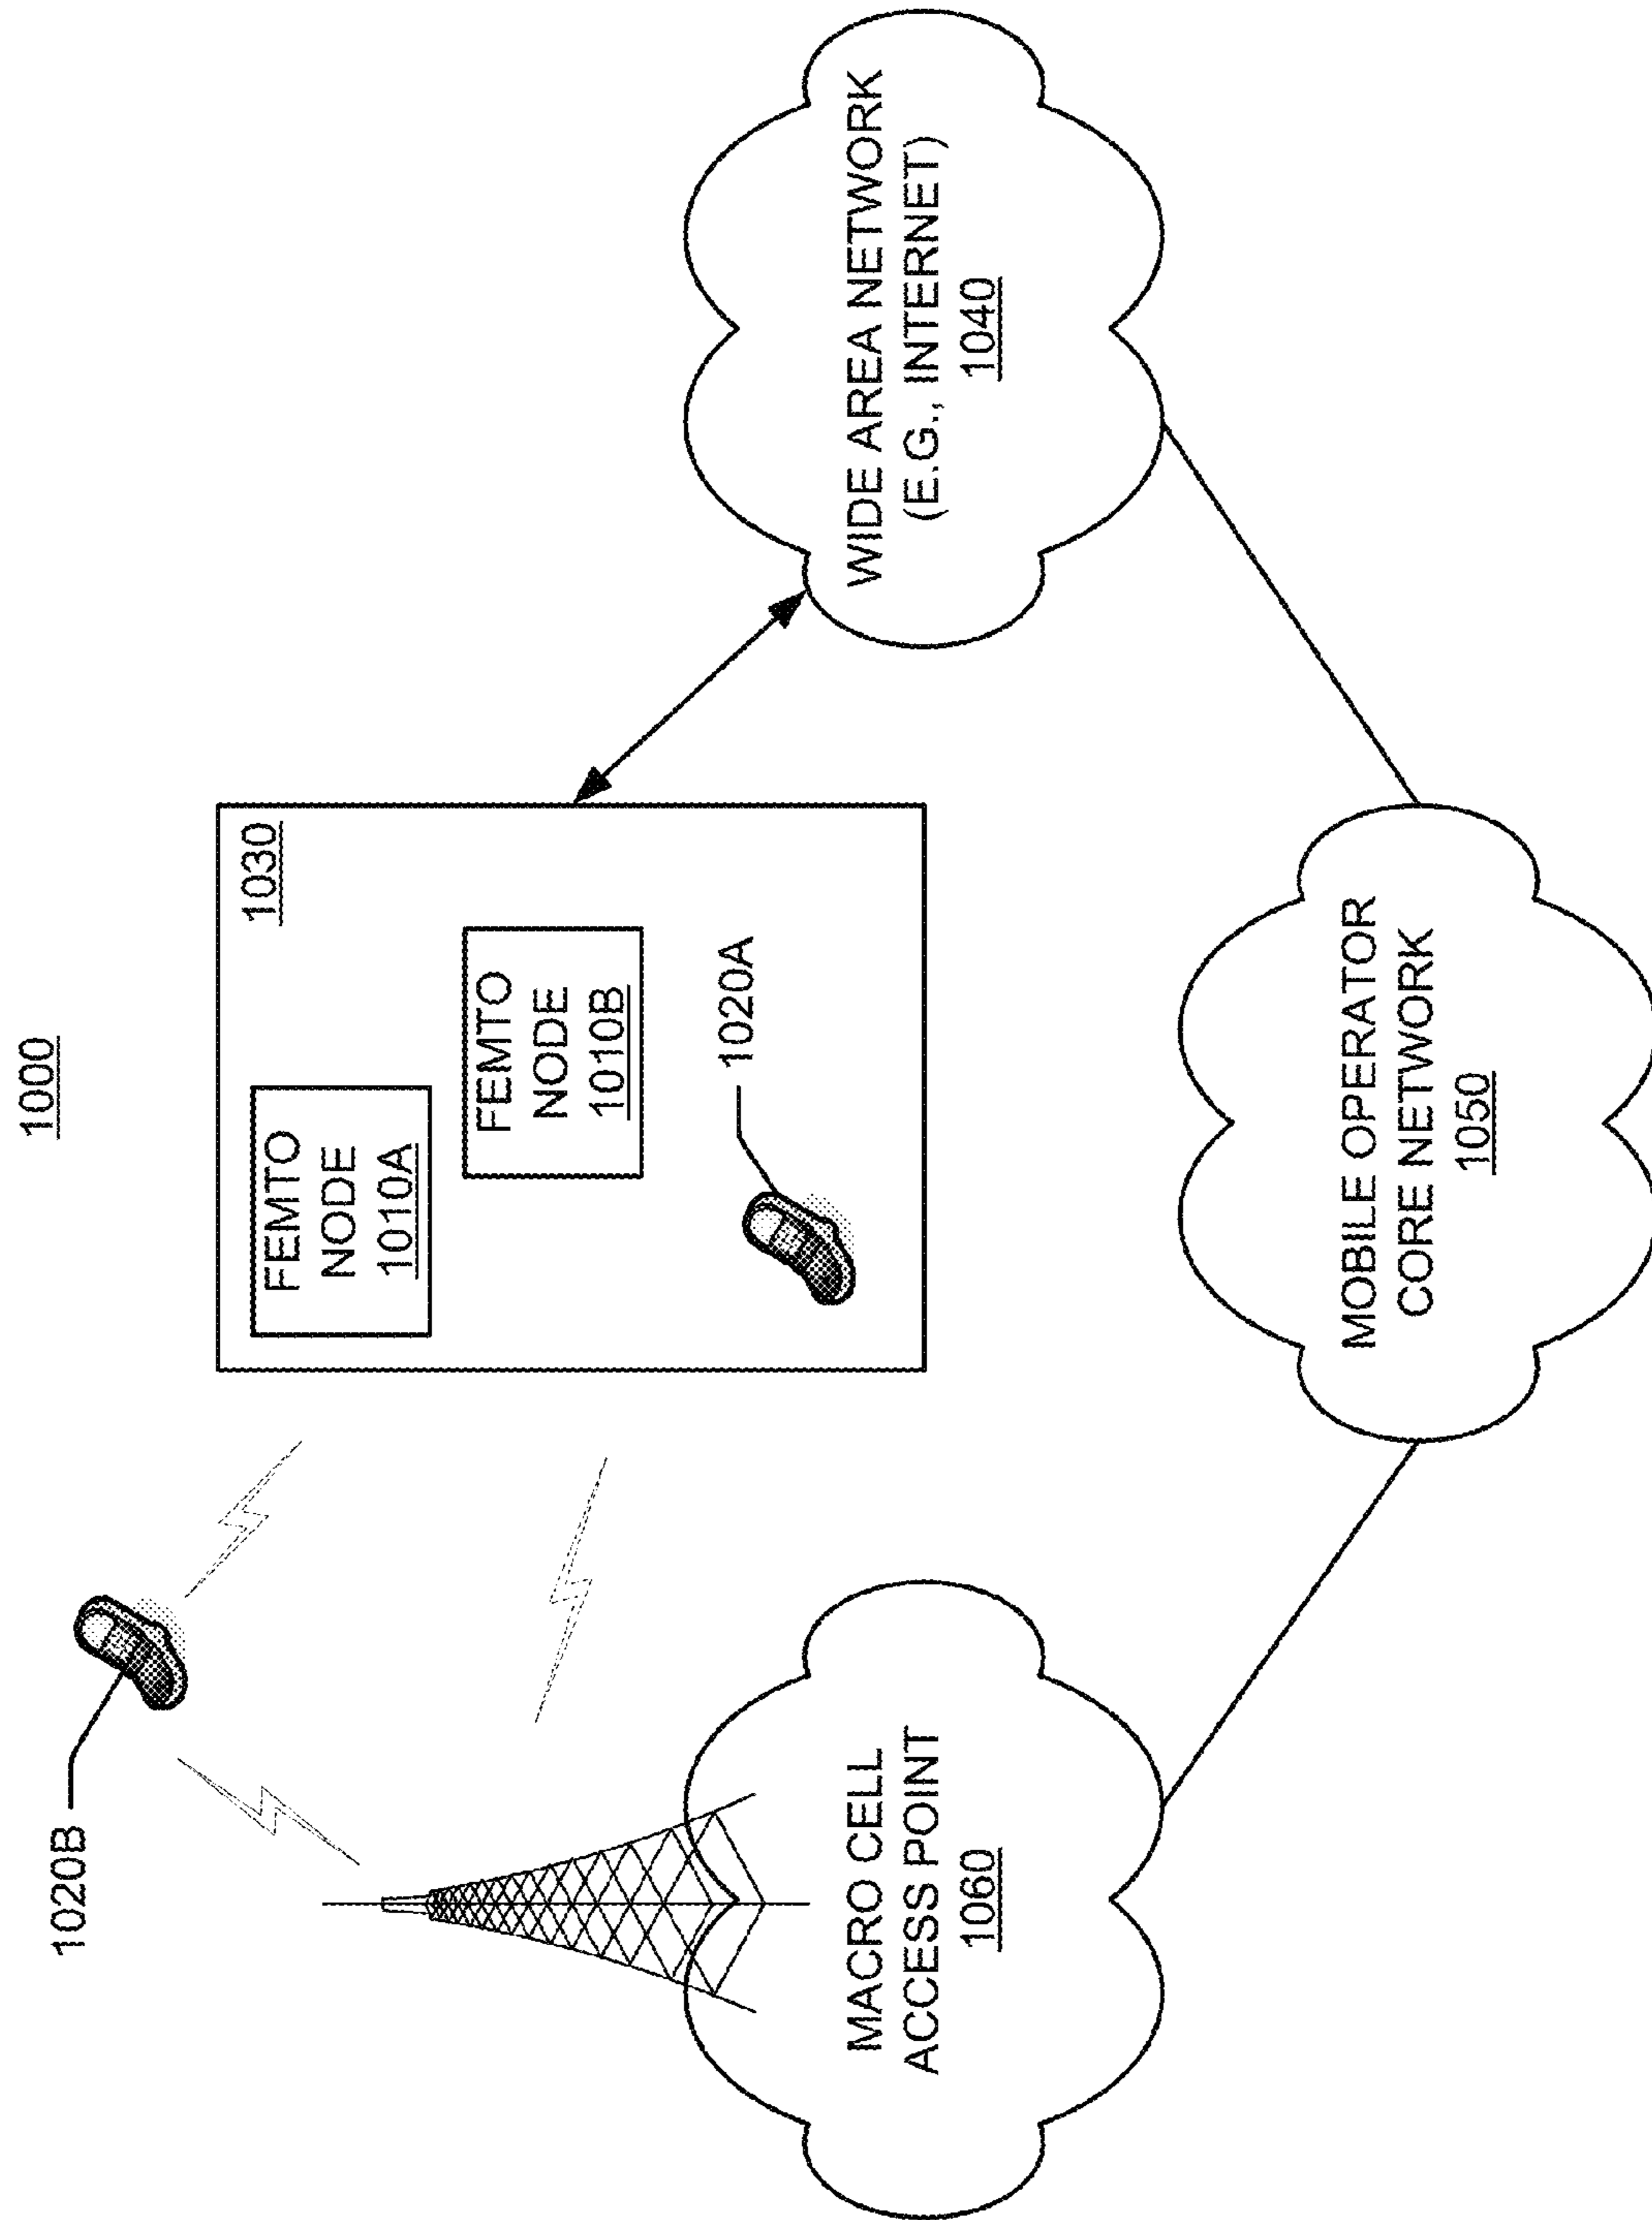 1000
1020B
FEMTO
NODE
1010A
1030
FEMTO
NODE
1010B
1020A
MACRO CELL
ACCESS POINT
1060
WIDE AREA NETWORK
(E.G., INTERNET)
1040
MOBILE OPERATOR
CORE NETWORK
1050